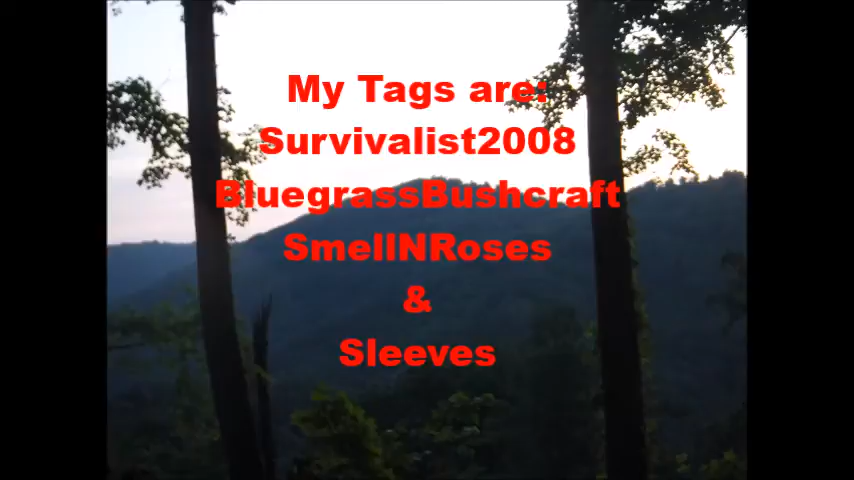 My Tags are:
Survivalist2008
BluegrassBushcraft
SmellNRoses
&
Sleeves